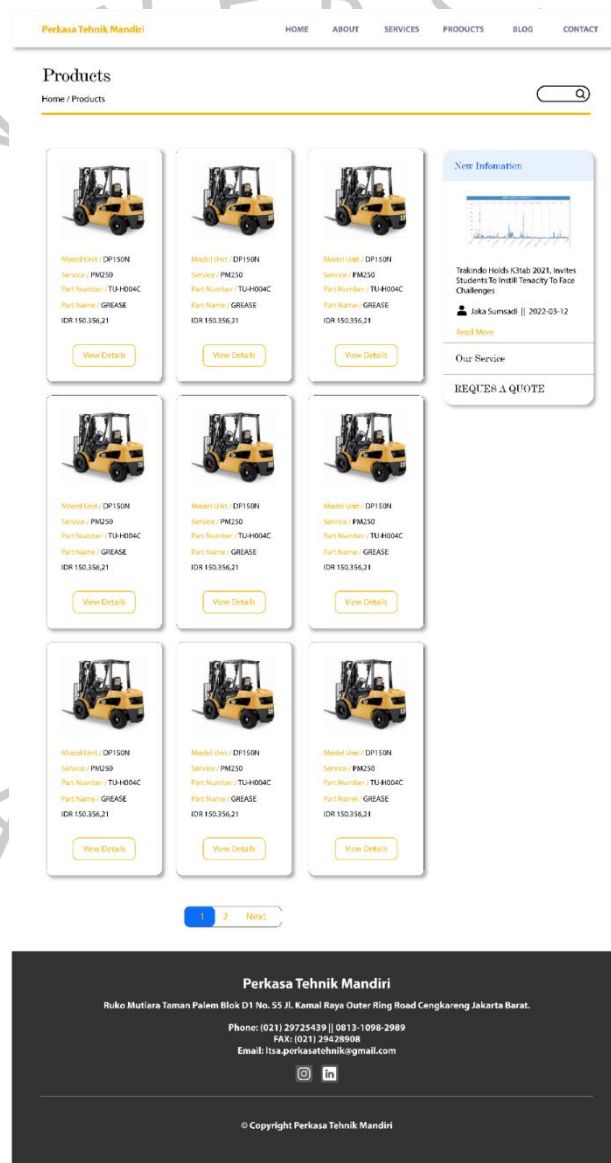 Perkasa Tehnik Mandiri HOME ABOUT SERVICES PRODUCTS BLOG CONTACT
Products
Home / Products
New Infomation
Trakindo Holds K3tab 2021, Invites
Students To Instill Tenacity To Face
Challenges
Jaka Sumsadi || 2022-03-12
Read More
Our Service
REQUES A QUOTE
Model Unit / DP150N
Service / PM250
Part Number / TU-H004C
Part Name / GREASE
IDR 150.356,21
View Details
Model Unit / DP150N
Service / PM250
Part Number / TU-H004C
Part Name / GREASE
IDR 150.356,21
View Details
Model Unit / DP150N
Service / PM250
Part Number / TU-H004C
Part Name / GREASE
IDR 150.356,21
View Details
Model Unit / DP150N
Service / PM250
Part Number / TU-H004C
Part Name / GREASE
IDR 150.356,21
View Details
Model Unit / DP150N
Service / PM250
Part Number / TU-H004C
Part Name / GREASE
IDR 150.356,21
View Details
Model Unit / DP150N
Service / PM250
Part Number / TU-H004C
Part Name / GREASE
IDR 150.356,21
View Details
Model Unit / DP150N
Service / PM250
Part Number / TU-H004C
Part Name / GREASE
IDR 150.356,21
View Details
Model Unit / DP150N
Service / PM250
Part Number / TU-H004C
Part Name / GREASE
IDR 150.356,21
View Details
Model Unit / DP150N
Service / PM250
Part Number / TU-H004C
Part Name / GREASE
IDR 150.356,21
View Details
1 2 Next
Perkasa Tehnik Mandiri
Ruko Mutiara Taman Palem Blok D1 No. 55 Jl. Kamal Raya Outer Ring Road Cengkareng Jakarta Barat.
Phone: (021) 29725439 || 0813-1098-2989
FAX: (021) 29428908
Email: ltsa.perkasatehnik@gmail.com
in
© Copyright Perkasa Tehnik Mandiri